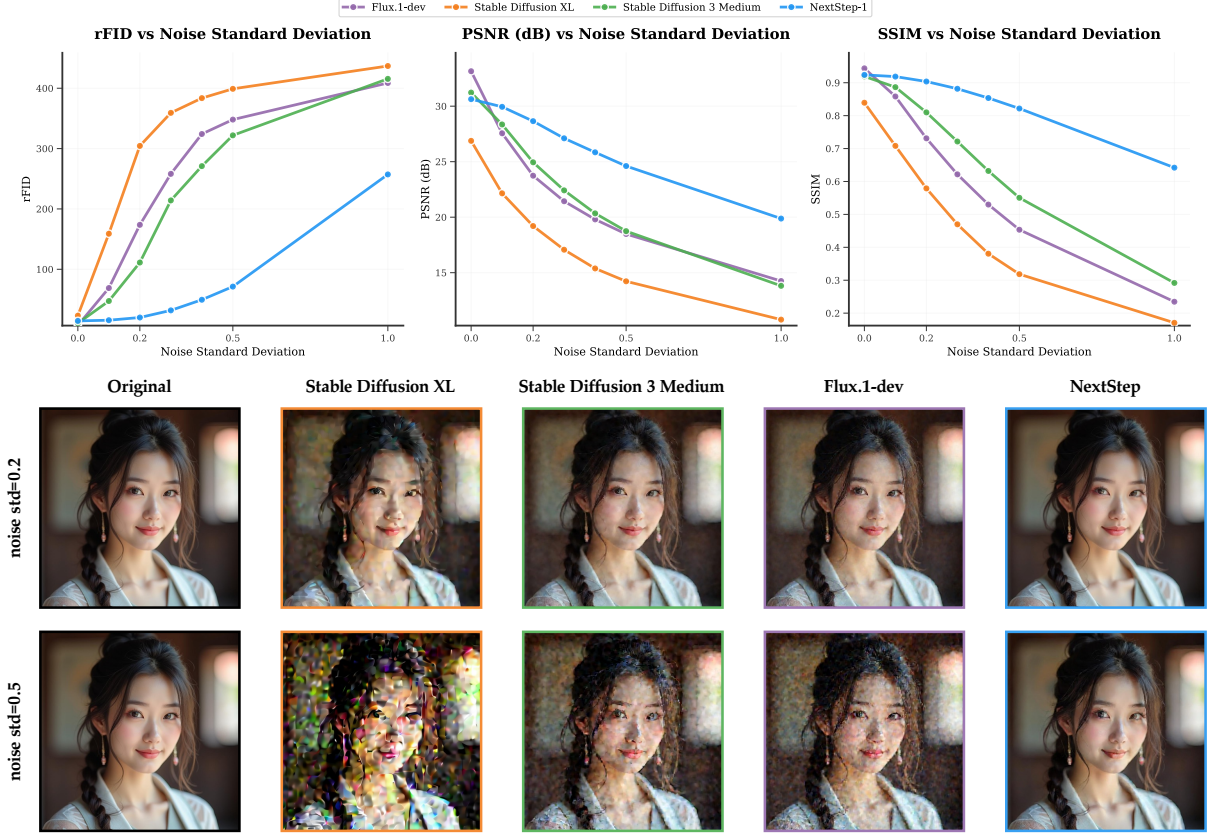 Flux.1-dev Stable Diffusion XL Stable Diffusion 3 Medium NextStep-1
rFID vs Noise Standard Deviation
rFID
400
300
200
100
0.0 0.2 0.5 1.0
Noise Standard Deviation
PSNR (dB) vs Noise Standard Deviation
PSNR (dB)
30
25
20
15
0.0 0.2 0.5 1.0
Noise Standard Deviation
SSIM vs Noise Standard Deviation
SSIM
0.9
0.8
0.7
0.6
0.5
0.4
0.3
0.2
0.0 0.2 0.5 1.0
Noise Standard Deviation
Original Stable Diffusion XL Stable Diffusion 3 Medium Flux.1-dev NextStep
noise std=0.2
noise std=0.5